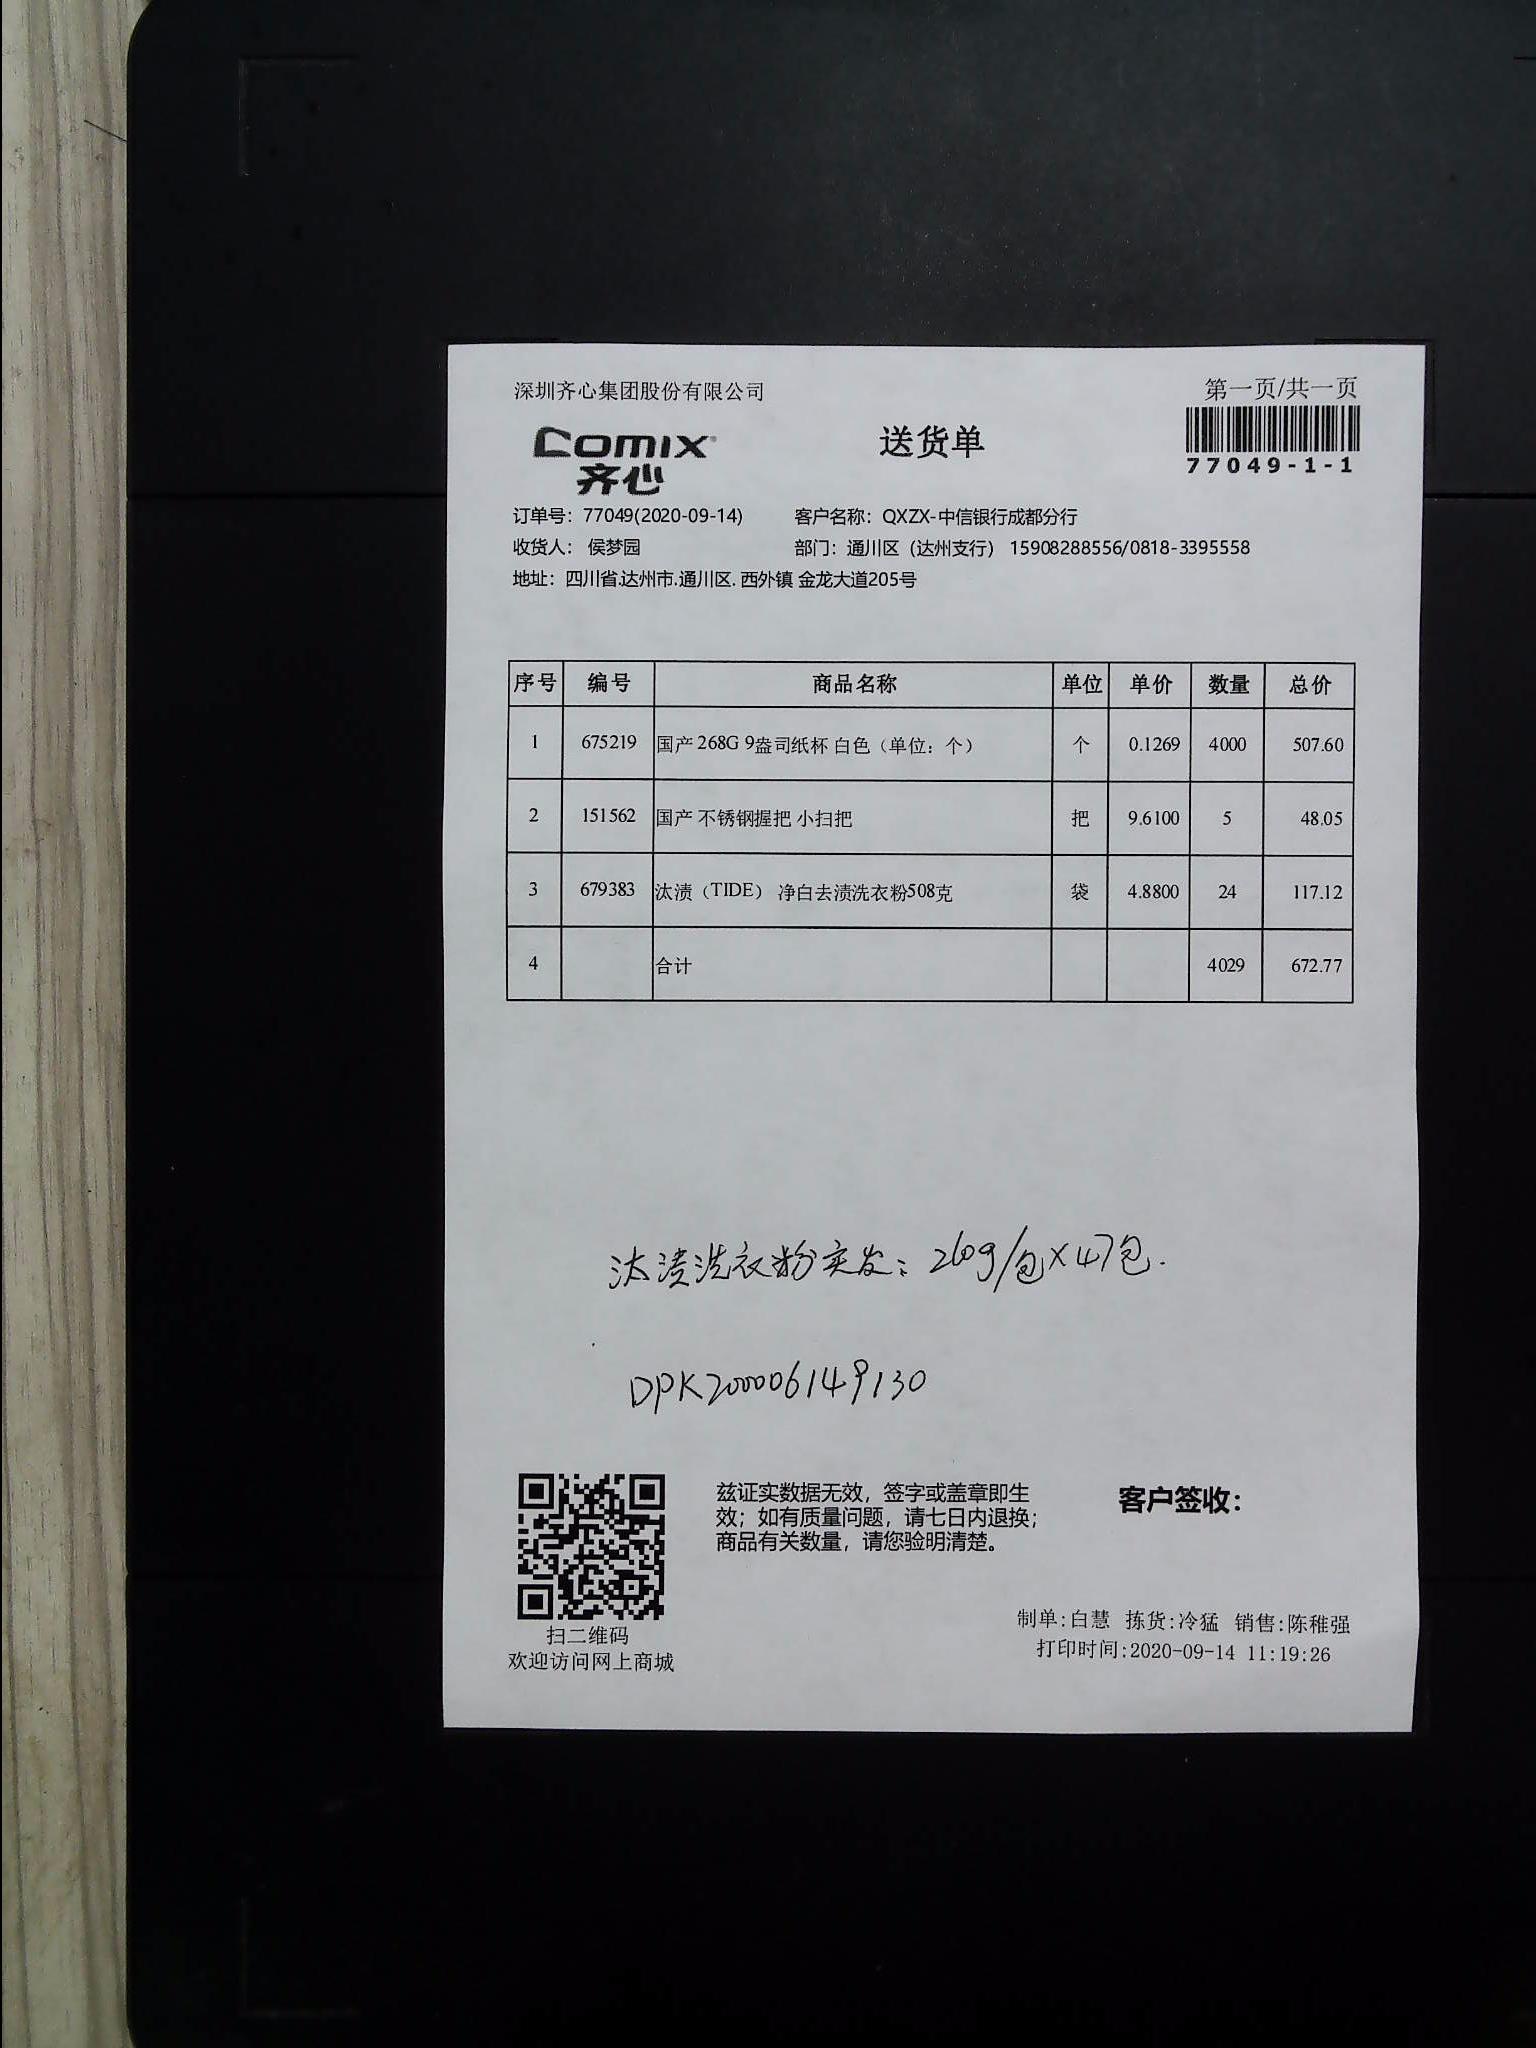 深圳齐心集团股份有限公司
第一页/共一页
COMIX
齐心
送货单
77049-1-1
订单号：77049(2020-09-14) 客户名称：QXZX-中信银行成都分行
收货人： 侯梦园 部门：通川区（达州支行） 15908288556/0818-3395558
地址：四川省.达州市.通川区. 西外镇 金龙大道205号
序号 编号 商品名称 单位 单价 数量 总价
1 675219 国产 268G 9盎司纸杯 白色（单位：个） 个 0.1269 4000 507.60
2 151562 国产 不锈钢握把 小扫把 把 9.6100 5 48.05
3 679383 汰渍（TIDE） 净白去渍洗衣粉508克 袋 4.8800 24 117.12
4 合计 4029 672.77
汰渍洗衣粉实发：260g/包×47包.
DPK200006149130
兹证实数据无效，签字或盖章即生
效；如有质量问题，请七日内退换；
商品有关数量，请您验明清楚。
客户签收：
扫二维码
欢迎访问网上商城
制单:白慧 拣货:冷猛 销售:陈稚强
打印时间:2020-09-14 11:19:26